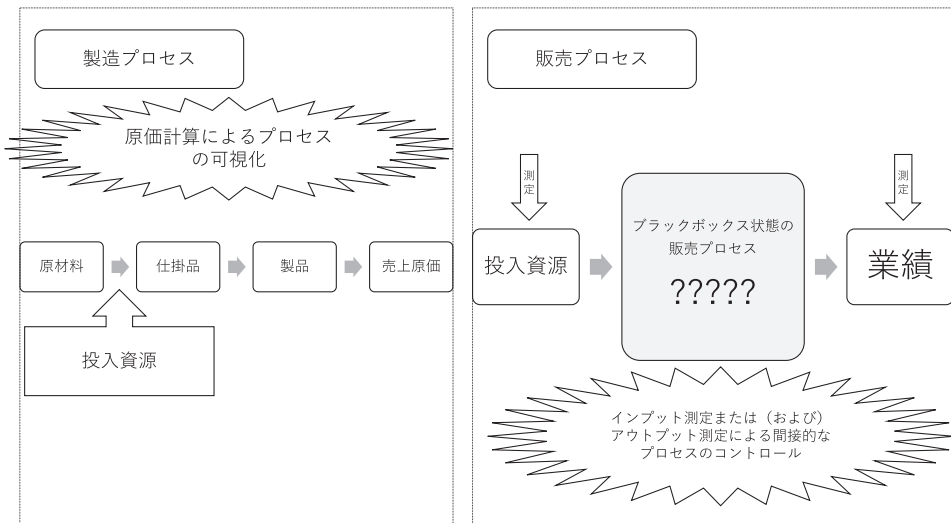 製造プロセス
原価計算によるプロセス
の可視化
原材料
仕掛品
製品
売上原価
投入資源
販売プロセス
測定
測定
投入資源
ブラックボックス状態の
販売プロセス
?????
業績
インプット測定または（および）
アウトプット測定による間接的な
プロセスのコントロール